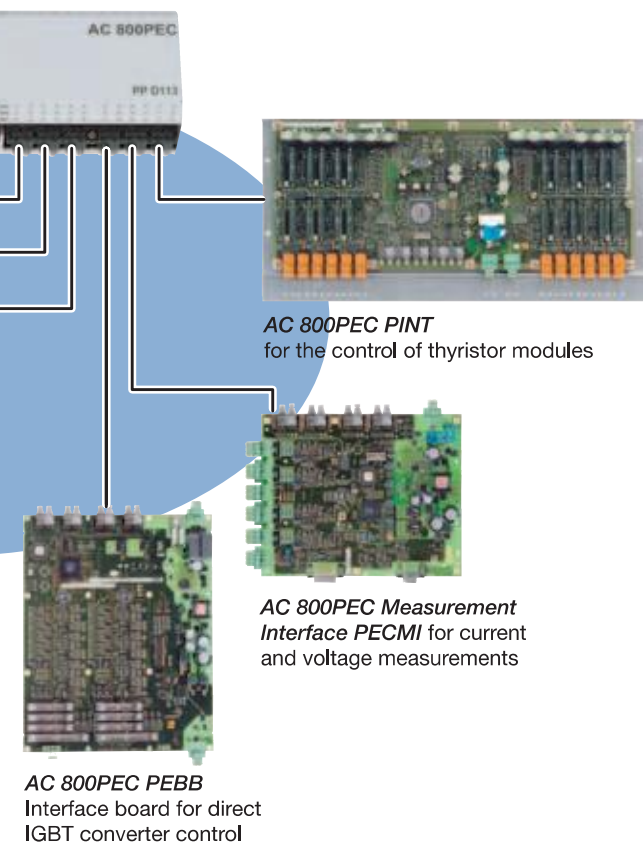 AC 800PEC
PP D113
AC 800PEC PINT
for the control of thyristor modules
AC 800PEC Measurement
Interface PECMI for current
and voltage measurements
AC 800PEC PEBB
Interface board for direct
IGBT converter control